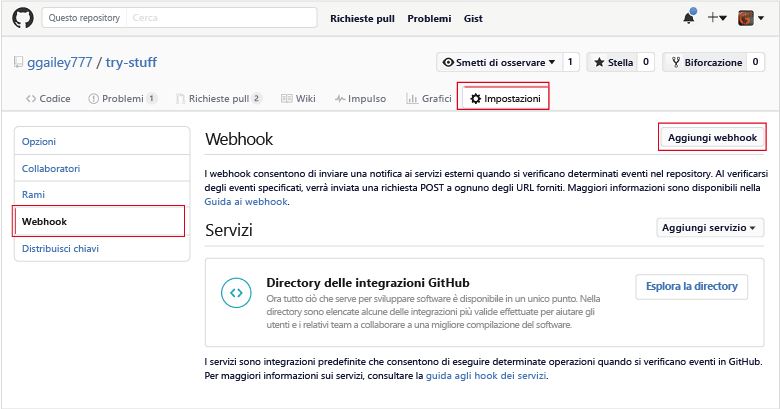 Questo repository Cerca Richieste pull Problemi Gist
ggailey777 / try-stuff Smetti di osservare 1 Stella 0 Biforcazione 0
Codice Problemi 1 Richieste pull 2 Wiki Impulso Grafici Impostazioni
Opzioni
Collaboratori
Rami
Webhook
Distribuisci chiavi
Webhook Aggiungi webhook
I webhook consentono di inviare una notifica ai servizi esterni quando si verificano determinati eventi nel repository. Al verificarsi
degli eventi specificati, verrà inviata una richiesta POST a ognuno degli URL forniti. Maggiori informazioni sono disponibili nella
Guida ai webhook.
Servizi Aggiungi servizio
Directory delle integrazioni GitHub Esplora la directory
Ora tutto ciò che serve per sviluppare software è disponibile in un unico punto. Nella
directory sono elencate alcune delle integrazioni più valide effettuate per aiutare gli
utenti e i relativi team a collaborare a una migliore compilazione del software.
I servizi sono integrazioni predefinite che consentono di eseguire determinate operazioni quando si verificano eventi in GitHub.
Per maggiori informazioni sui servizi, consultare la guida agli hook dei servizi.